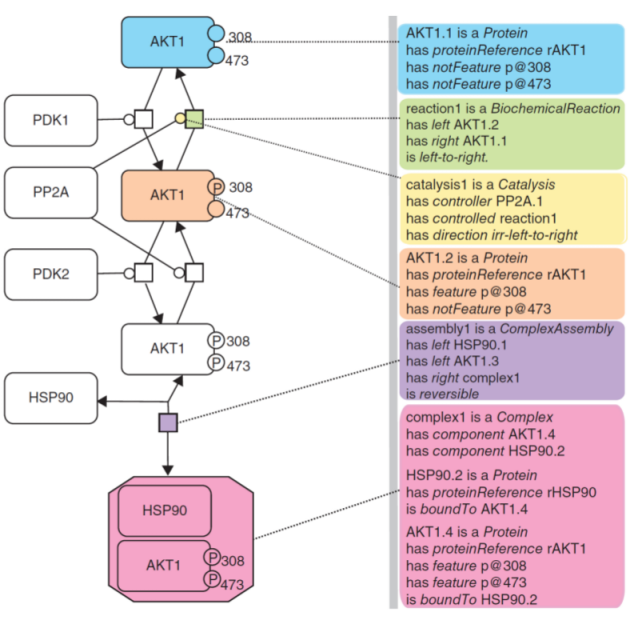 AKT1
308
473
PDK1
PP2A
AKT1
P
308
473
PDK2
AKT1
P
308
P
473
HSP90
HSP90
AKT1
P
308
P
473
AKT1.1 is a Protein
has proteinReference rAKT1
has notFeature p@308
has notFeature p@473
reaction1 is a BiochemicalReaction
has left AKT1.2
has right AKT1.1
is left-to-right.
catalysis1 is a Catalysis
has controller PP2A.1
has controlled reaction1
has direction irr-left-to-right
AKT1.2 is a Protein
has proteinReference rAKT1
has feature p@308
has notFeature p@473
assembly1 is a ComplexAssembly
has left HSP90.1
has left AKT1.3
has right complex1
is reversible
complex1 is a Complex
has component AKT1.4
has component HSP90.2
HSP90.2 is a Protein
has proteinReference rHSP90
is boundTo AKT1.4
AKT1.4 is a Protein
has proteinReference rAKT1
has feature p@308
has feature p@473
is boundTo HSP90.2